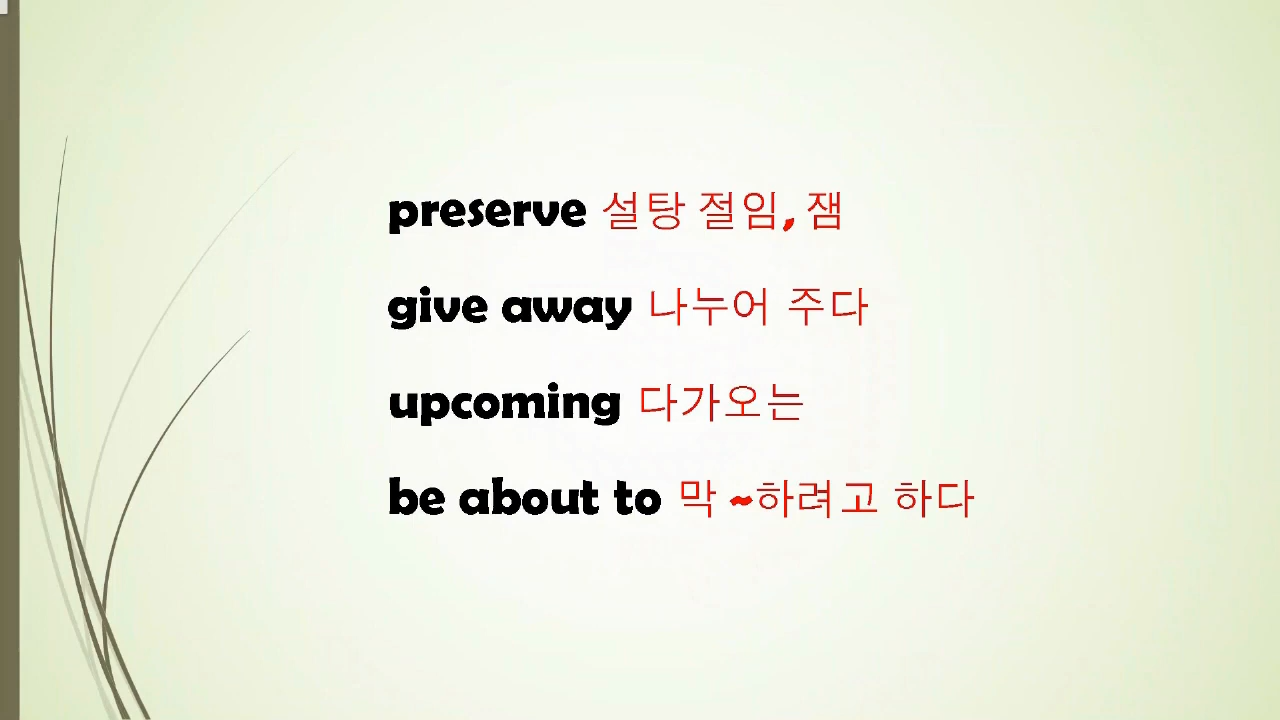 preserve 설탕 절임, 잼
give away 나누어 주다
upcoming 다가오는
be about to 막 ~하려고 하다